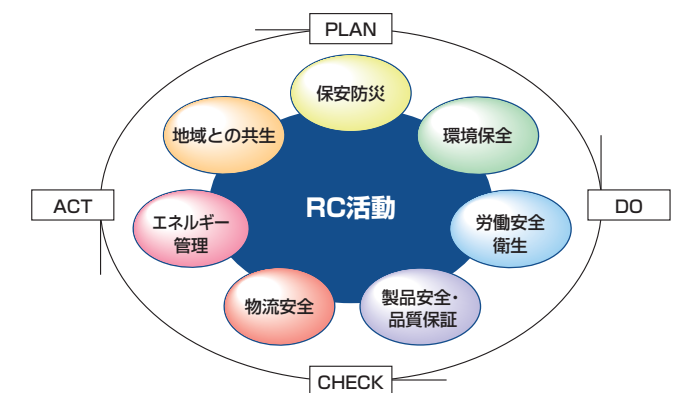 PLAN
保安防災
地域との共生
環境保全
ACT
エネルギー
管理
RC活動
労働安全
衛生
DO
物流安全
製品安全・
品質保証
CHECK